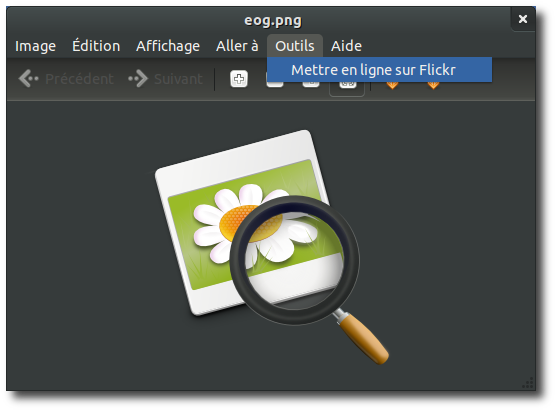 eog.png
Image Édition Affichage Aller à Outils Aide
Mettre en ligne sur Flickr
Précédent Suivant